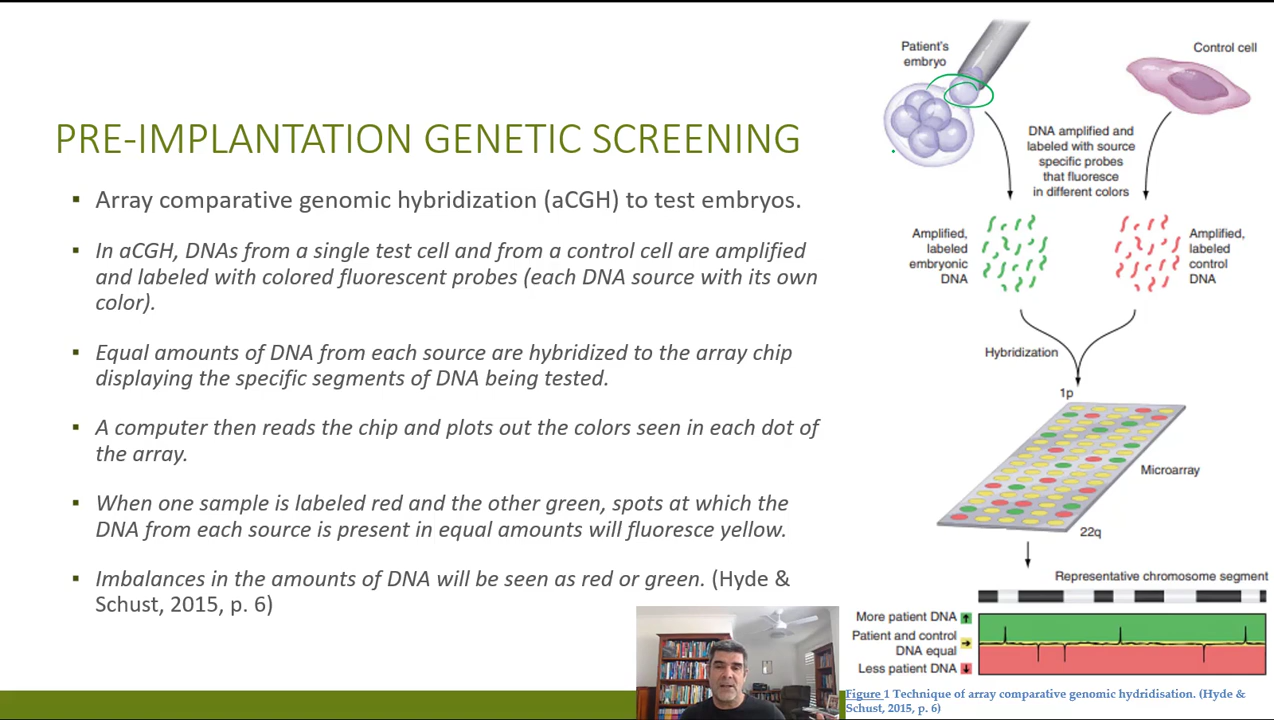 PRE-IMPLANTATION GENETIC SCREENING
Array comparative genomic hybridization (aCGH) to test embryos.
In aCGH, DNAs from a single test cell and from a control cell are amplified
and labeled with colored fluorescent probes (each DNA source with its own
color).
Equal amounts of DNA from each source are hybridized to the array chip
displaying the specific segments of DNA being tested.
A computer then reads the chip and plots out the colors seen in each dot of
the array.
When one sample is labeled red and the other green, spots at which the
DNA from each source is present in equal amounts will fluoresce yellow.
Imbalances in the amounts of DNA will be seen as red or green. (Hyde &
Schust, 2015, p. 6)
Patient's
embryo
Control cell
DNA amplified and
labeled with source
specific probes
that fluoresce
in different colors
Amplified,
labeled
embryonic
DNA
Amplified,
labeled
control
DNA
Hybridization
1p
Microarray
22q
Representative chromosome segment
More patient DNA
Patient and control
DNA equal
Less patient DNA
Figure 1 Technique of array comparative genomic hydridisation. (Hyde &
Schust, 2015, p. 6)